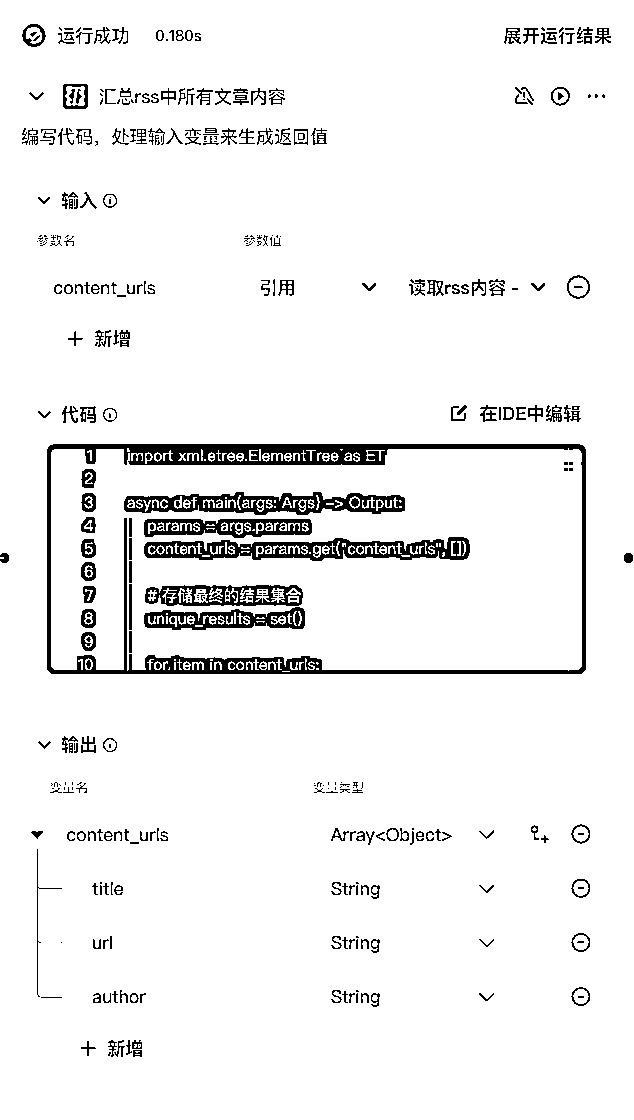 运行成功 0.180s 展开运行结果
汇总rss中所有文章内容
编写代码，处理输入变量来生成返回值
输入
参数名 参数值
content_urls 引用 读取rss内容 -
+ 新增
代码 在IDE中编辑
1 import xml.etree.ElementTree as ET
2
3 async def main(args: Args) -> Output:
4 params = args.params
5 content_urls = params.get("content_urls", [])
6
7 # 存储最终的结果集合
8 unique_results = set()
9
10 for item in content_urls:
输出
变量名 变量类型
content_urls Array<Object>
title String
url String
author String
+ 新增